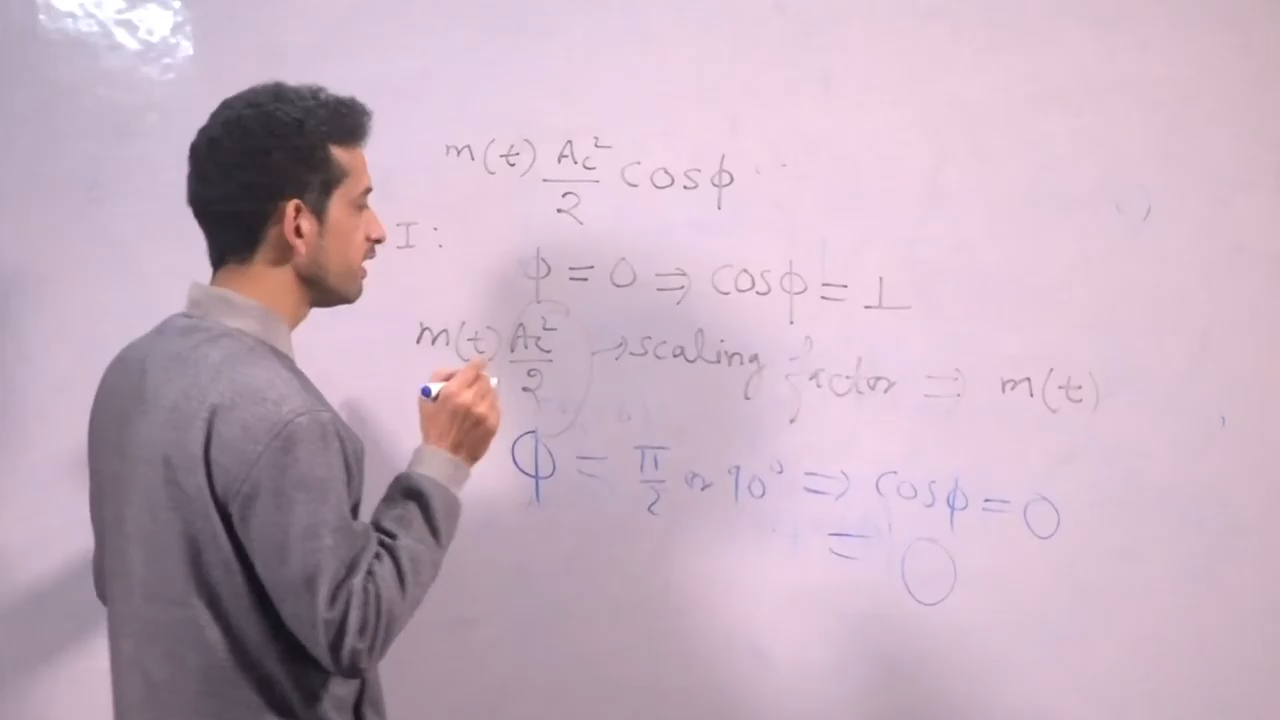 m(t) Ac²/2 cosϕ
I:
ϕ = 0 ⇒ cosϕ = 1
m(t) Ac²/2 → scaling factor ⇒ m(t)
ϕ = π/2 or 90° ⇒ cosϕ = 0
= 0